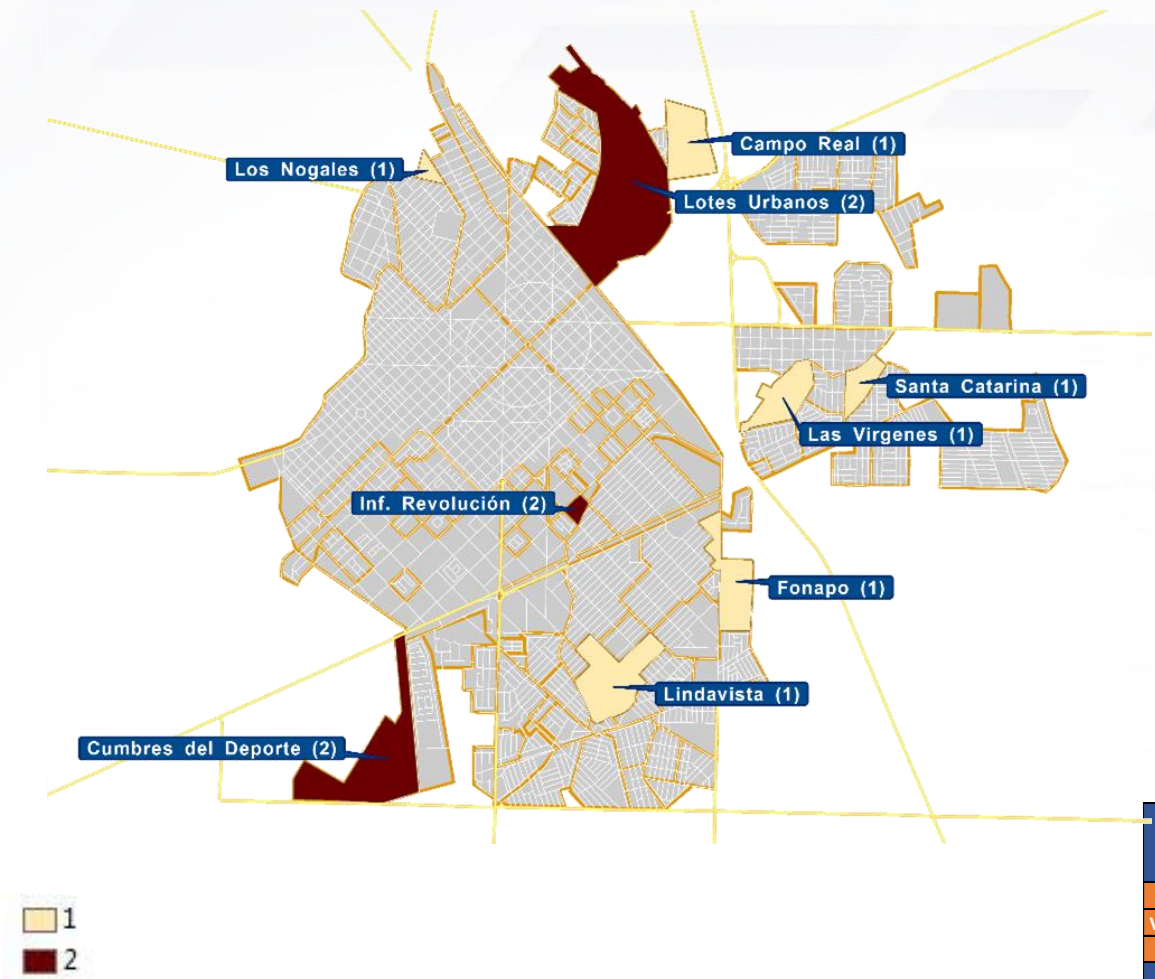 Campo Real (1)
Los Nogales (1)
Lotes Urbanos (2)
Santa Catarina (1)
Las Virgenes (1)
Inf. Revolución (2)
Fonapo (1)
Lindavista (1)
Cumbres del Deporte (2)
1
2